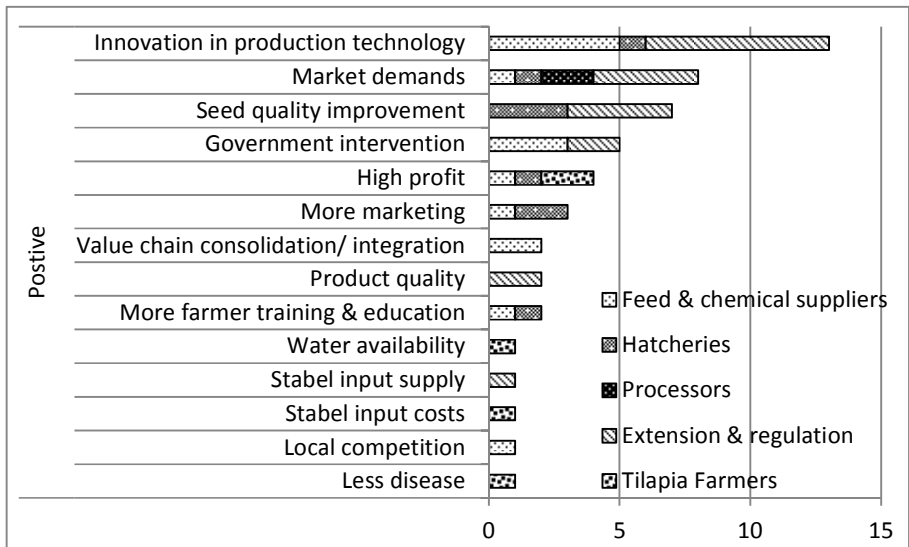 Postive
Innovation in production technology
Market demands
Seed quality improvement
Government intervention
High profit
More marketing
Value chain consolidation/ integration
Product quality
More farmer training & education
Water availability
Stabel input supply
Stabel input costs
Local competition
Less disease
Feed & chemical suppliers
Hatcheries
Processors
Extension & regulation
Tilapia Farmers
0 5 10 15